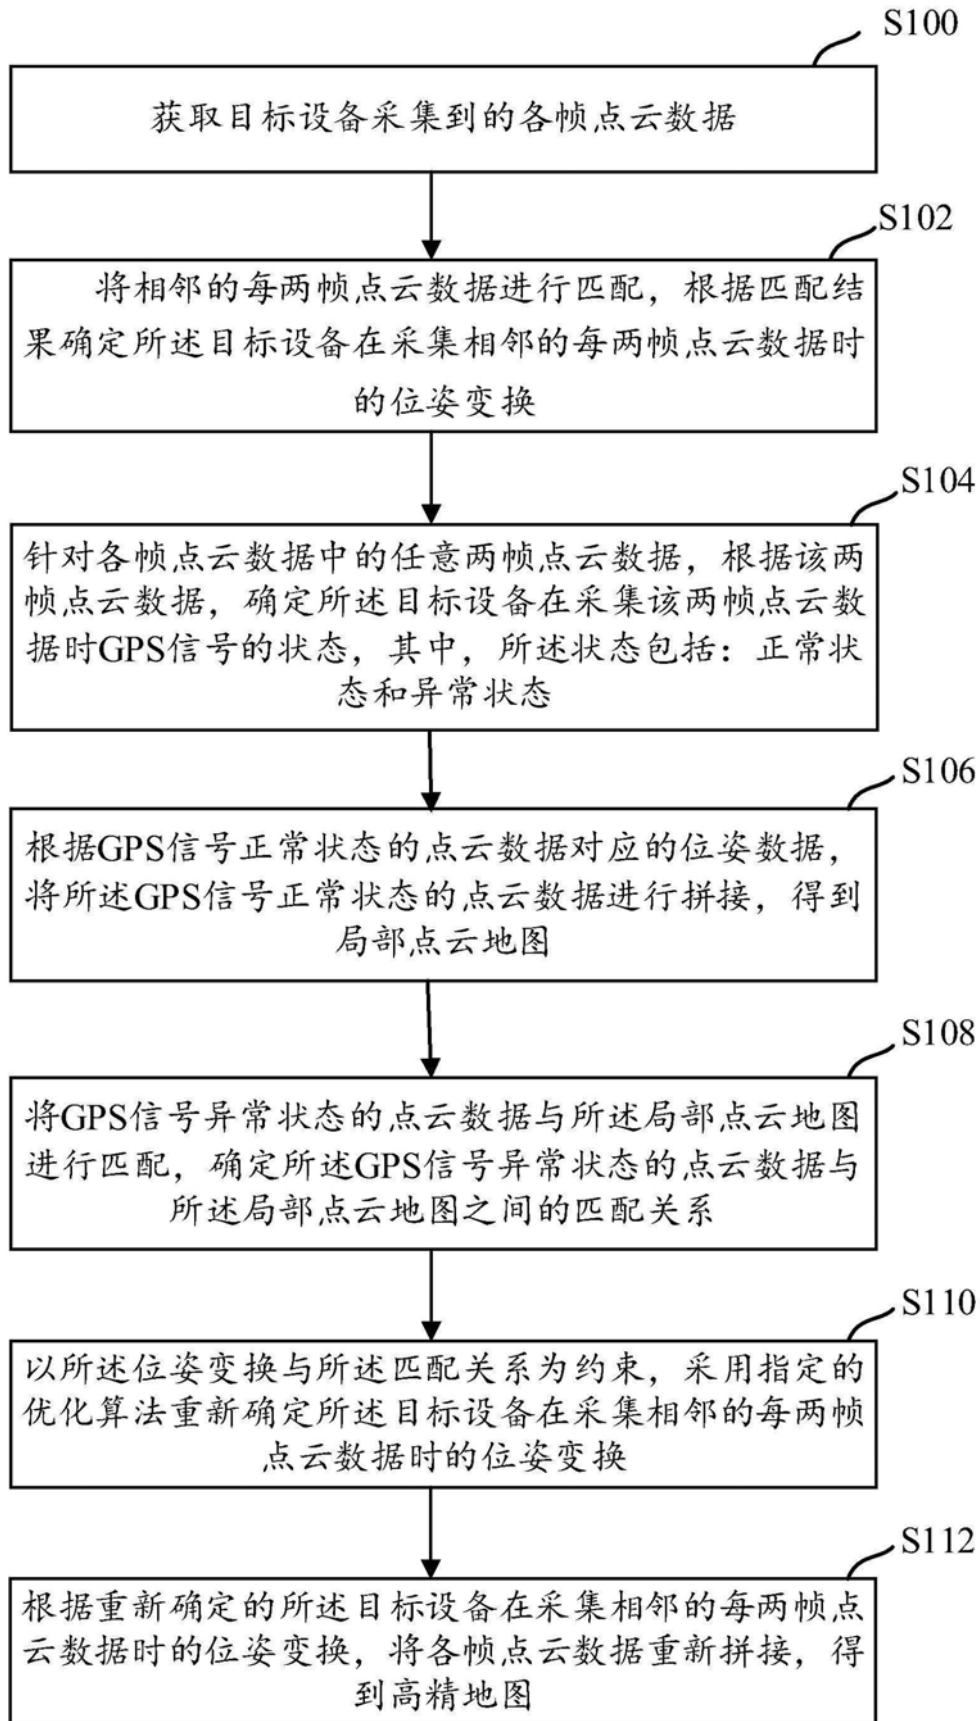 S100
获取目标设备采集到的各帧点云数据
S102
将相邻的每两帧点云数据进行匹配，根据匹配结
果确定所述目标设备在采集相邻的每两帧点云数据时
的位姿变换
S104
针对各帧点云数据中的任意两帧点云数据，根据该两
帧点云数据，确定所述目标设备在采集该两帧点云数
据时GPS信号的状态，其中，所述状态包括：正常状
态和异常状态
S106
根据GPS信号正常状态的点云数据对应的位姿数据，
将所述GPS信号正常状态的点云数据进行拼接，得到
局部点云地图
S108
将GPS信号异常状态的点云数据与所述局部点云地图
进行匹配，确定所述GPS信号异常状态的点云数据与
所述局部点云地图之间的匹配关系
S110
以所述位姿变换与所述匹配关系为约束，采用指定的
优化算法重新确定所述目标设备在采集相邻的每两帧
点云数据时的位姿变换
S112
根据重新确定的所述目标设备在采集相邻的每两帧点
云数据时的位姿变换，将各帧点云数据重新拼接，得
到高精地图